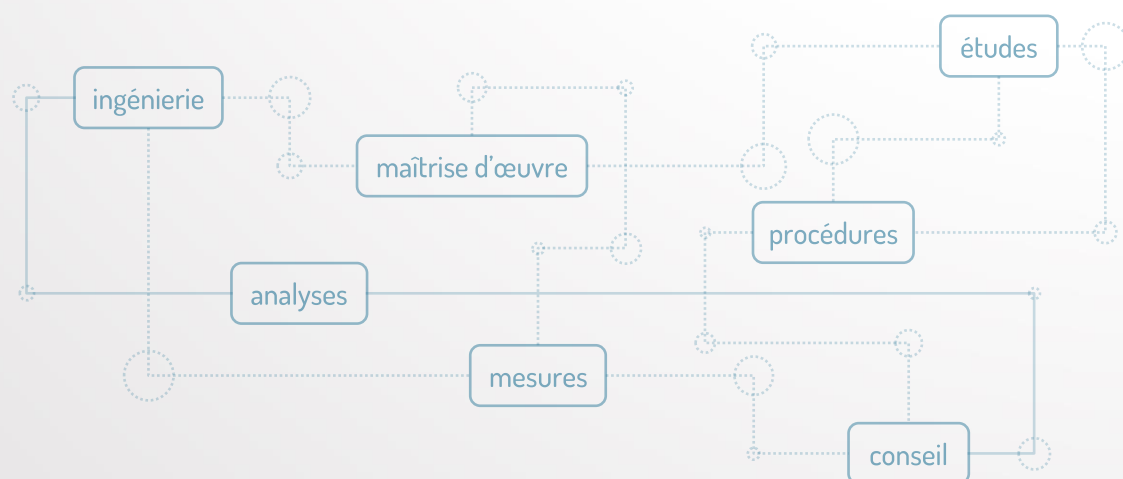 études
ingénierie
maîtrise d’œuvre
procédures
analyses
mesures
conseil